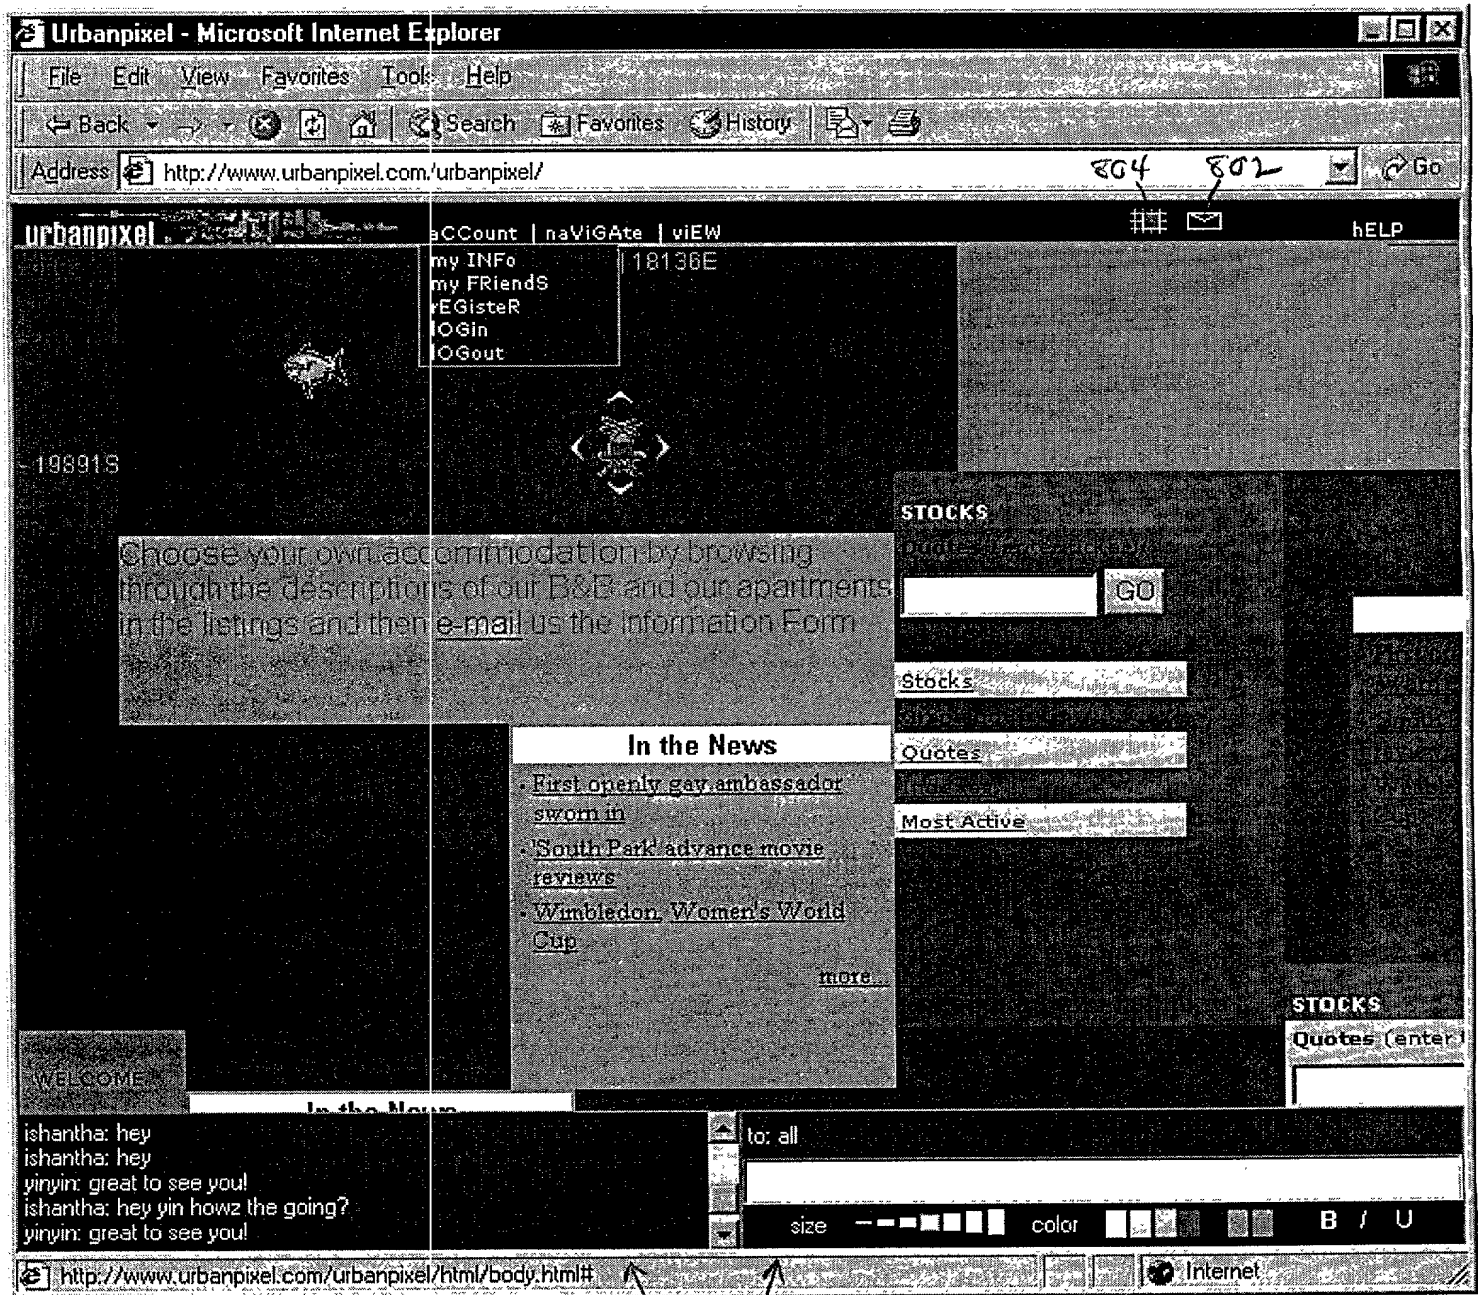 Urbanpixel - Microsoft Internet Explorer
File Edit View Favorites Tools Help
Back Search Favorites History
Address http://www.urbanpixel.com/urbanpixel/ 804 802 Go
urbanpixel aCCount | naViGAte | viEW hELP
my INFo | 18136E
my FRiendS
rEGisteR
lOGin
lOGout
- 19891S
STOCKS
Choose your own accommodation by browsing
through the descriptions of our B&B and our apartments
in the listings and then e-mail us the Information Form
Quotes
GO
Stocks
Quotes
Most Active
In the News
· First openly gay ambassador
sworn in
· 'South Park' advance movie
reviews
· Wimbledon, Women's World
Cup
more...
STOCKS
Quotes (enter
WELCOME
In the News
ishantha: hey
ishantha: hey
yinyin: great to see you!
ishantha: hey yin howz the going?
yinyin: great to see you!
to: all
size color B I U
http://www.urbanpixel.com/urbanpixel/html/body.html# Internet